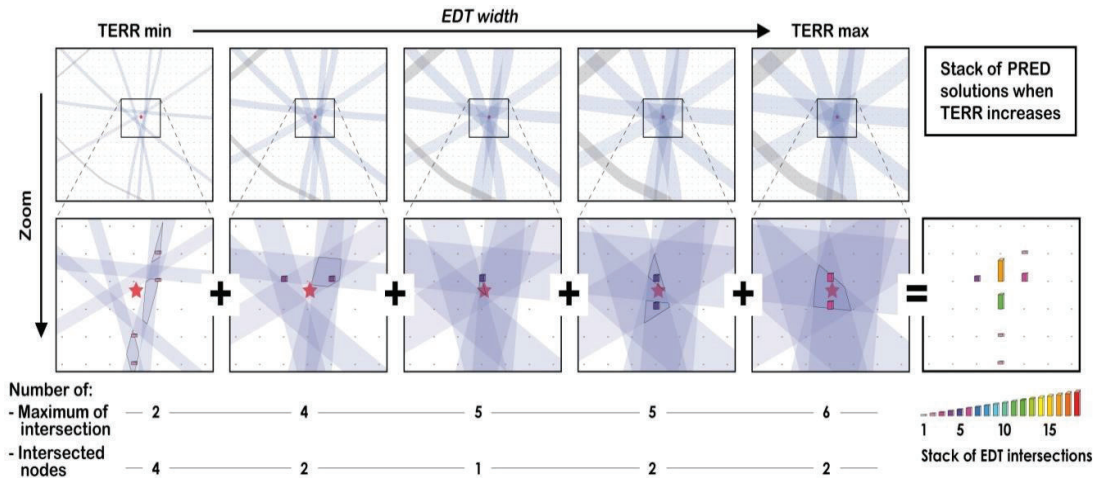 EDT width
TERR min
TERR max
Stack of PRED
solutions when
TERR increases
Zoom
+
+
+
+
=
Number of:
- Maximum of
intersection
2
4
5
5
6
- Intersected
nodes
4
2
1
2
2
1
5
10
15
Stack of EDT intersections